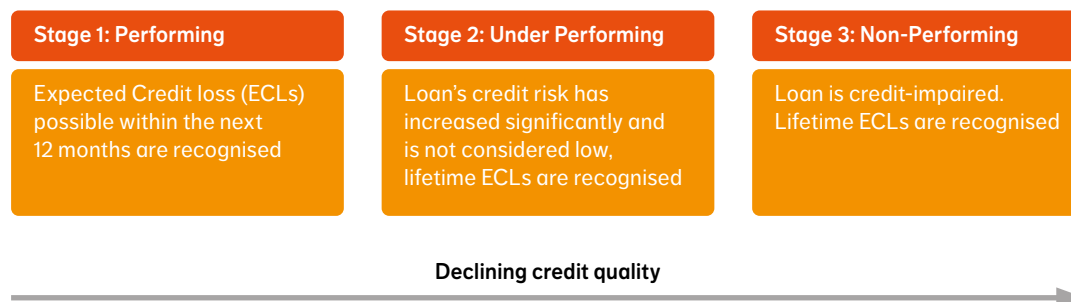 Stage 1: Performing
Expected Credit loss (ECLs)
possible within the next
12 months are recognised
Stage 2: Under Performing
Loan's credit risk has
increased significantly and
is not considered low,
lifetime ECLs are recognised
Stage 3: Non-Performing
Loan is credit-impaired.
Lifetime ECLs are recognised
Declining credit quality